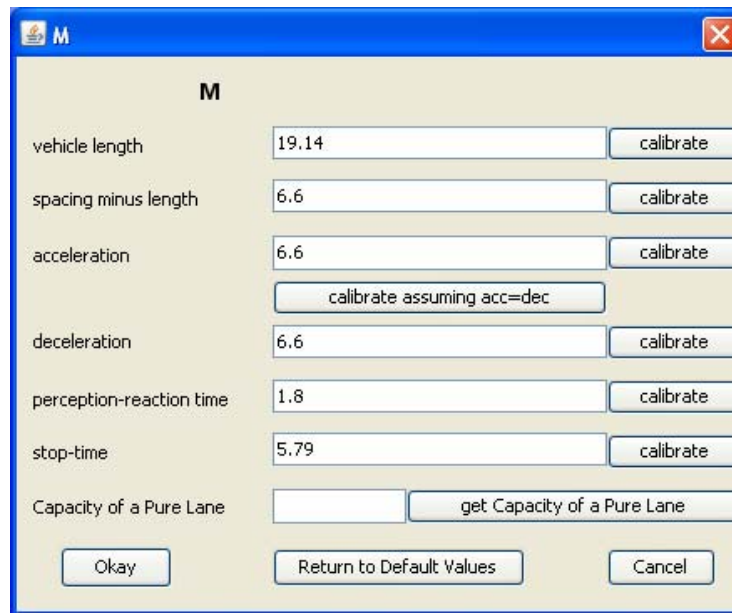 M
M
vehicle length 19.14 calibrate
spacing minus length 6.6 calibrate
acceleration 6.6 calibrate
calibrate assuming acc=dec
deceleration 6.6 calibrate
perception-reaction time 1.8 calibrate
stop-time 5.79 calibrate
Capacity of a Pure Lane get Capacity of a Pure Lane
Okay Return to Default Values Cancel